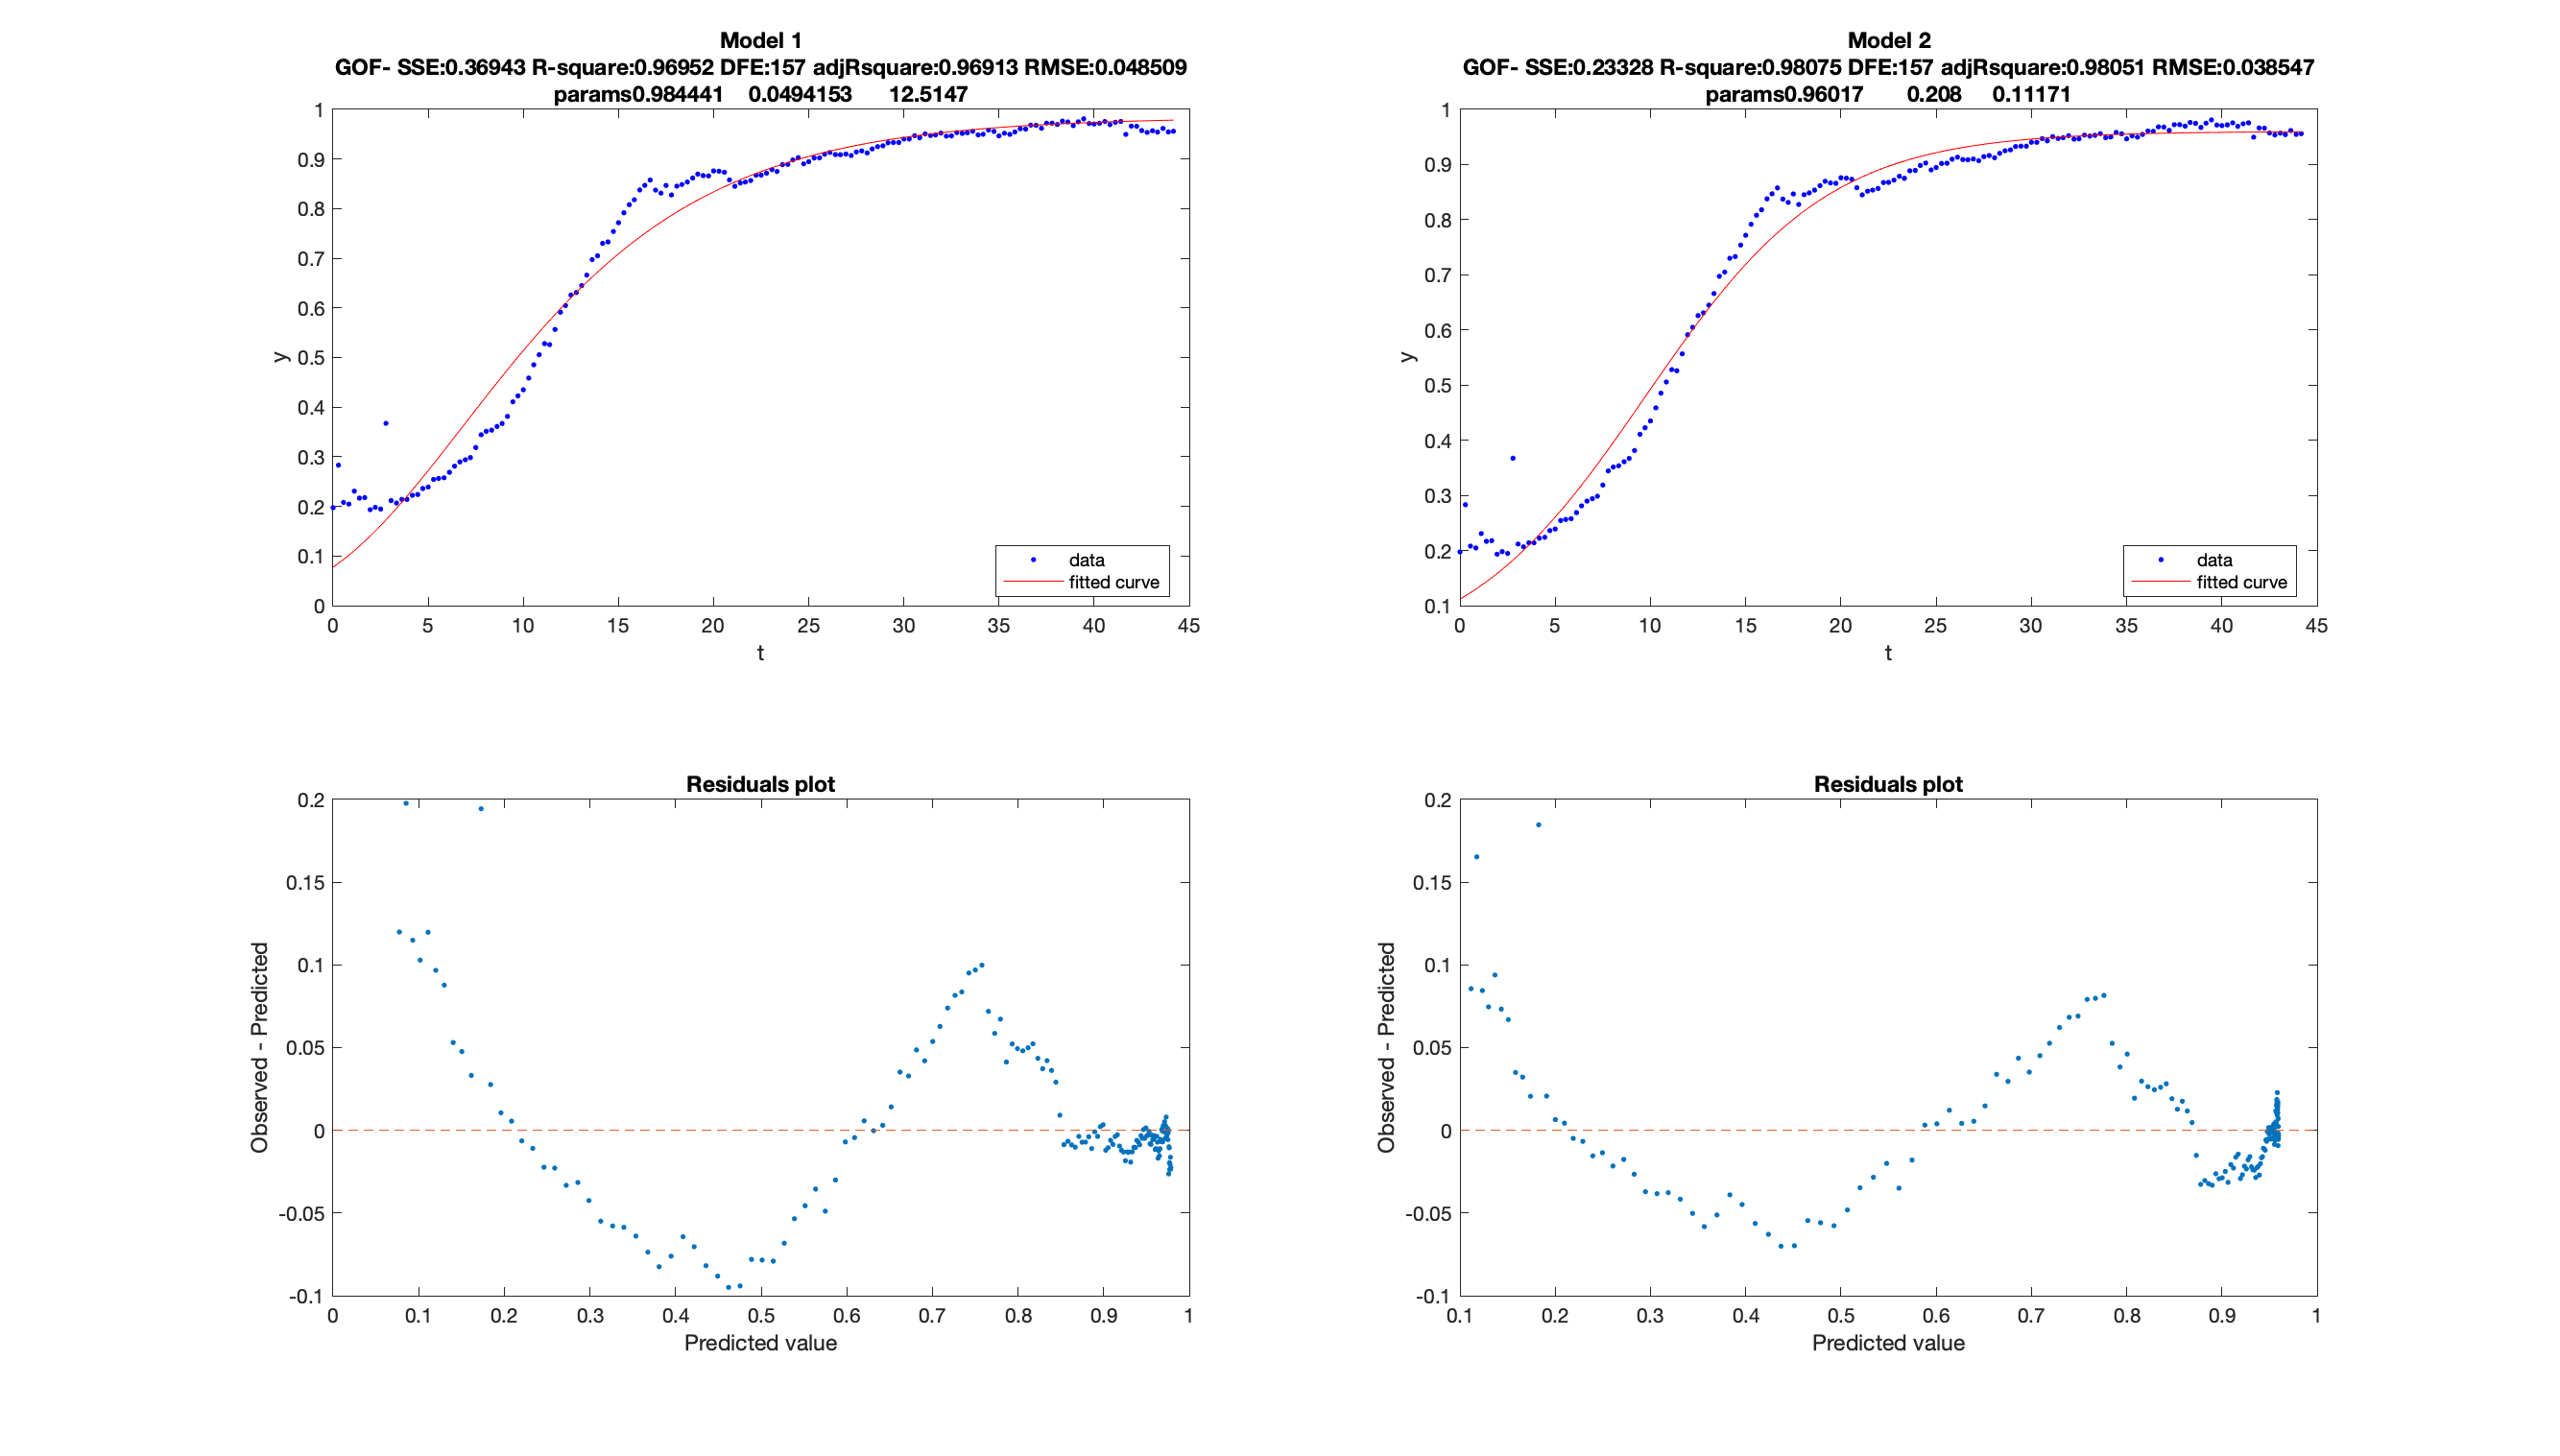 Model 1
GOF- SSE:0.36943 R-square:0.96952 DFE:157 adjRsquare:0.96913 RMSE:0.048509
params0.984441 0.0494153 12.5147
1
0.9
0.8
0.7
0.6
0.5
0.4
0.3
0.2
0.1
0
y
data
fitted curve
0 5 10 15 20 25 30 35 40 45
t
Model 2
GOF- SSE:0.23328 R-square:0.98075 DFE:157 adjRsquare:0.98051 RMSE:0.038547
params0.96017 0.208 0.11171
1
0.9
0.8
0.7
0.6
0.5
0.4
0.3
0.2
0.1
y
data
fitted curve
0 5 10 15 20 25 30 35 40 45
t
Residuals plot
0.2
0.15
0.1
0.05
0
-0.05
-0.1
Observed - Predicted
0 0.1 0.2 0.3 0.4 0.5 0.6 0.7 0.8 0.9 1
Predicted value
Residuals plot
0.2
0.15
0.1
0.05
0
-0.05
-0.1
Observed - Predicted
0.1 0.2 0.3 0.4 0.5 0.6 0.7 0.8 0.9 1
Predicted value